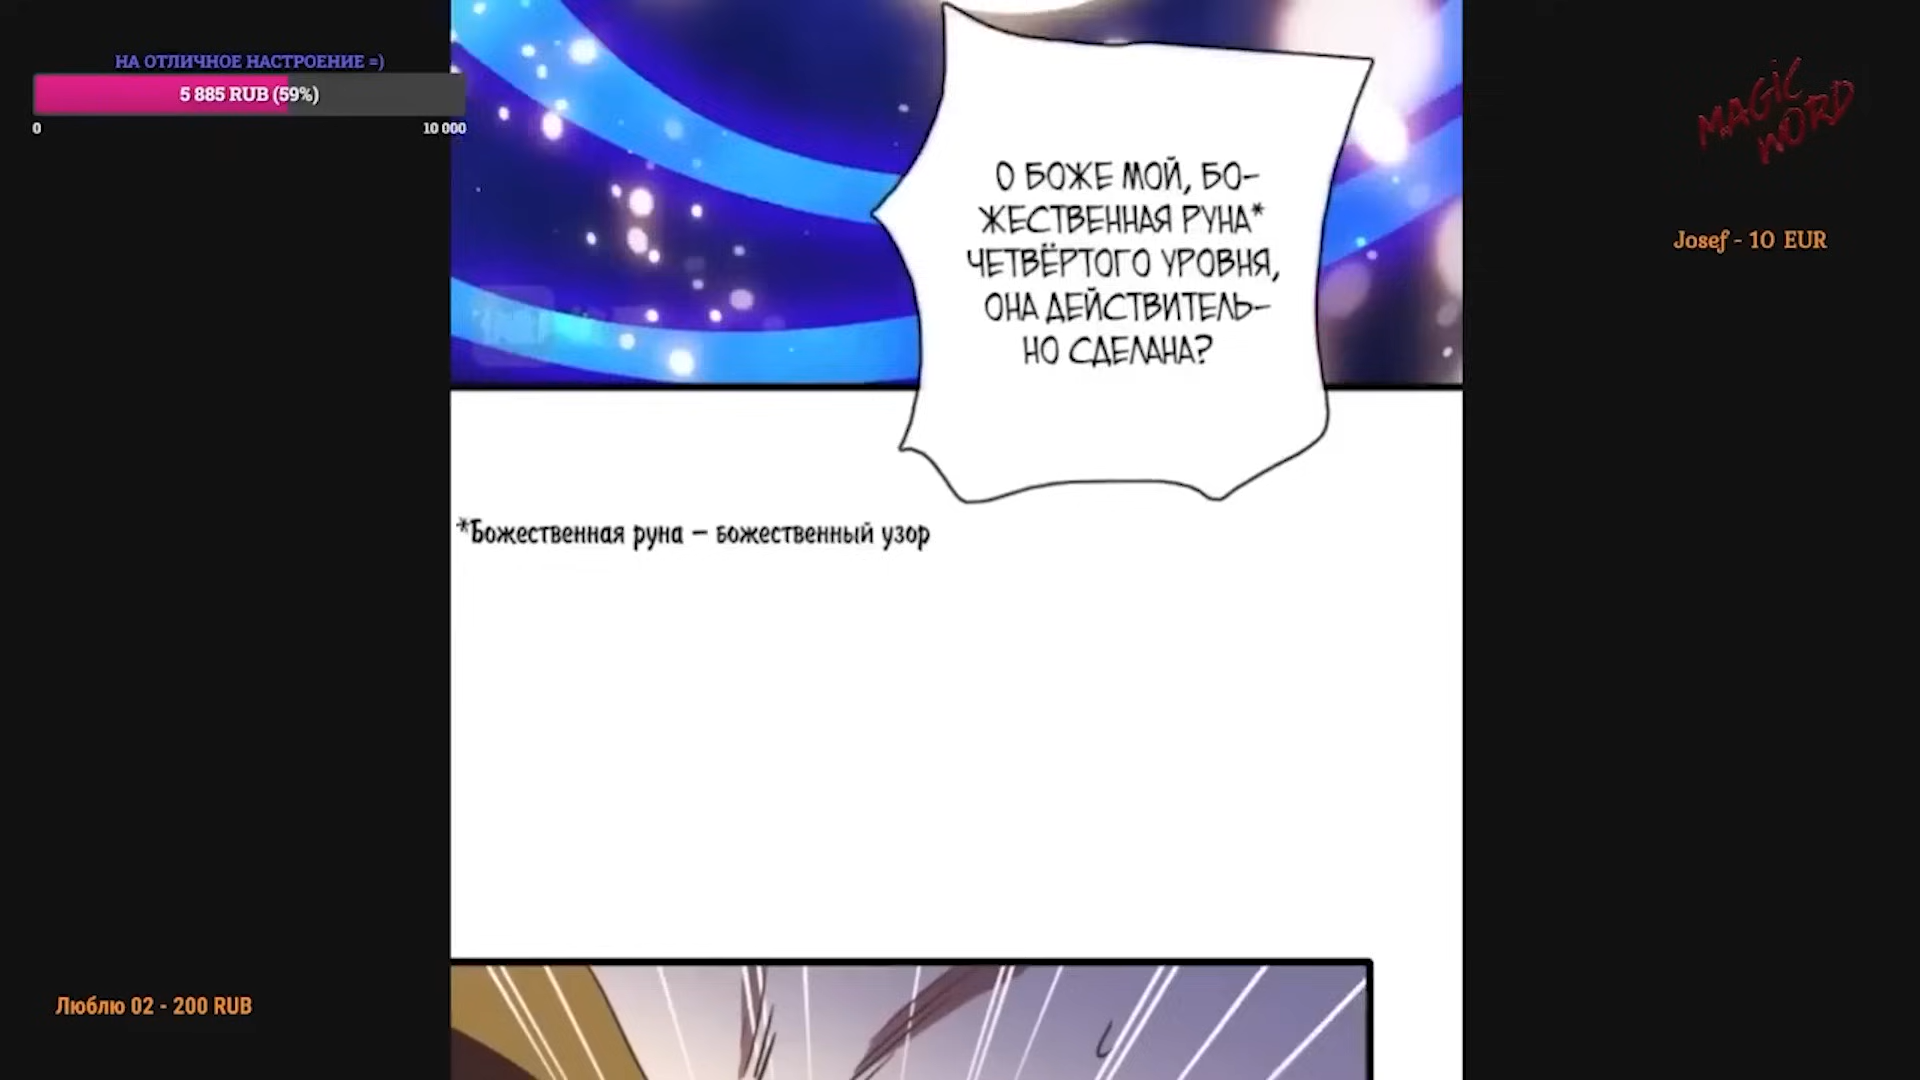 НА ОТЛИЧНОЕ НАСТРОЕНИЕ =)
5 885 RUB (59%)
0
10 000
MAGIC
WORD
Josef - 10 EUR
О БОЖЕ МОЙ, БО-
ЖЕСТВЕННАЯ РУНА*
ЧЕТВЁРТОГО УРОВНЯ,
ОНА ДЕЙСТВИТЕЛЬ-
НО СДЕЛАНА?
*Божественная руна – божественный узор
Люблю 02 - 200 RUB